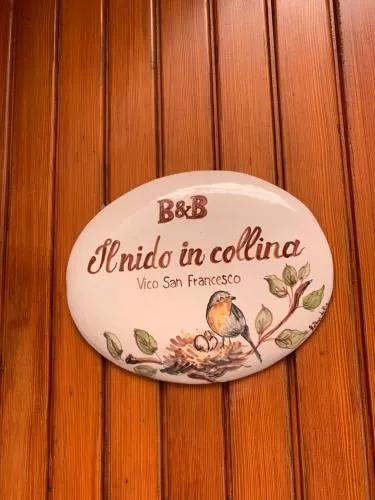 B&B
Il nido in collina
Vico San Francesco